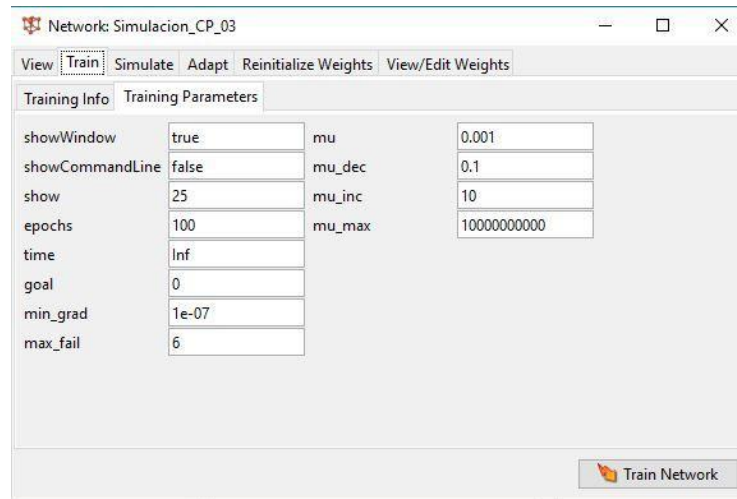 Network: Simulacion_CP_03
View Train Simulate Adapt Reinitialize Weights View/Edit Weights
Training Info Training Parameters
showWindow true mu 0.001
showCommandLine false mu_dec 0.1
show 25 mu_inc 10
epochs 100 mu_max 10000000000
time Inf
goal 0
min_grad 1e-07
max_fail 6
Train Network